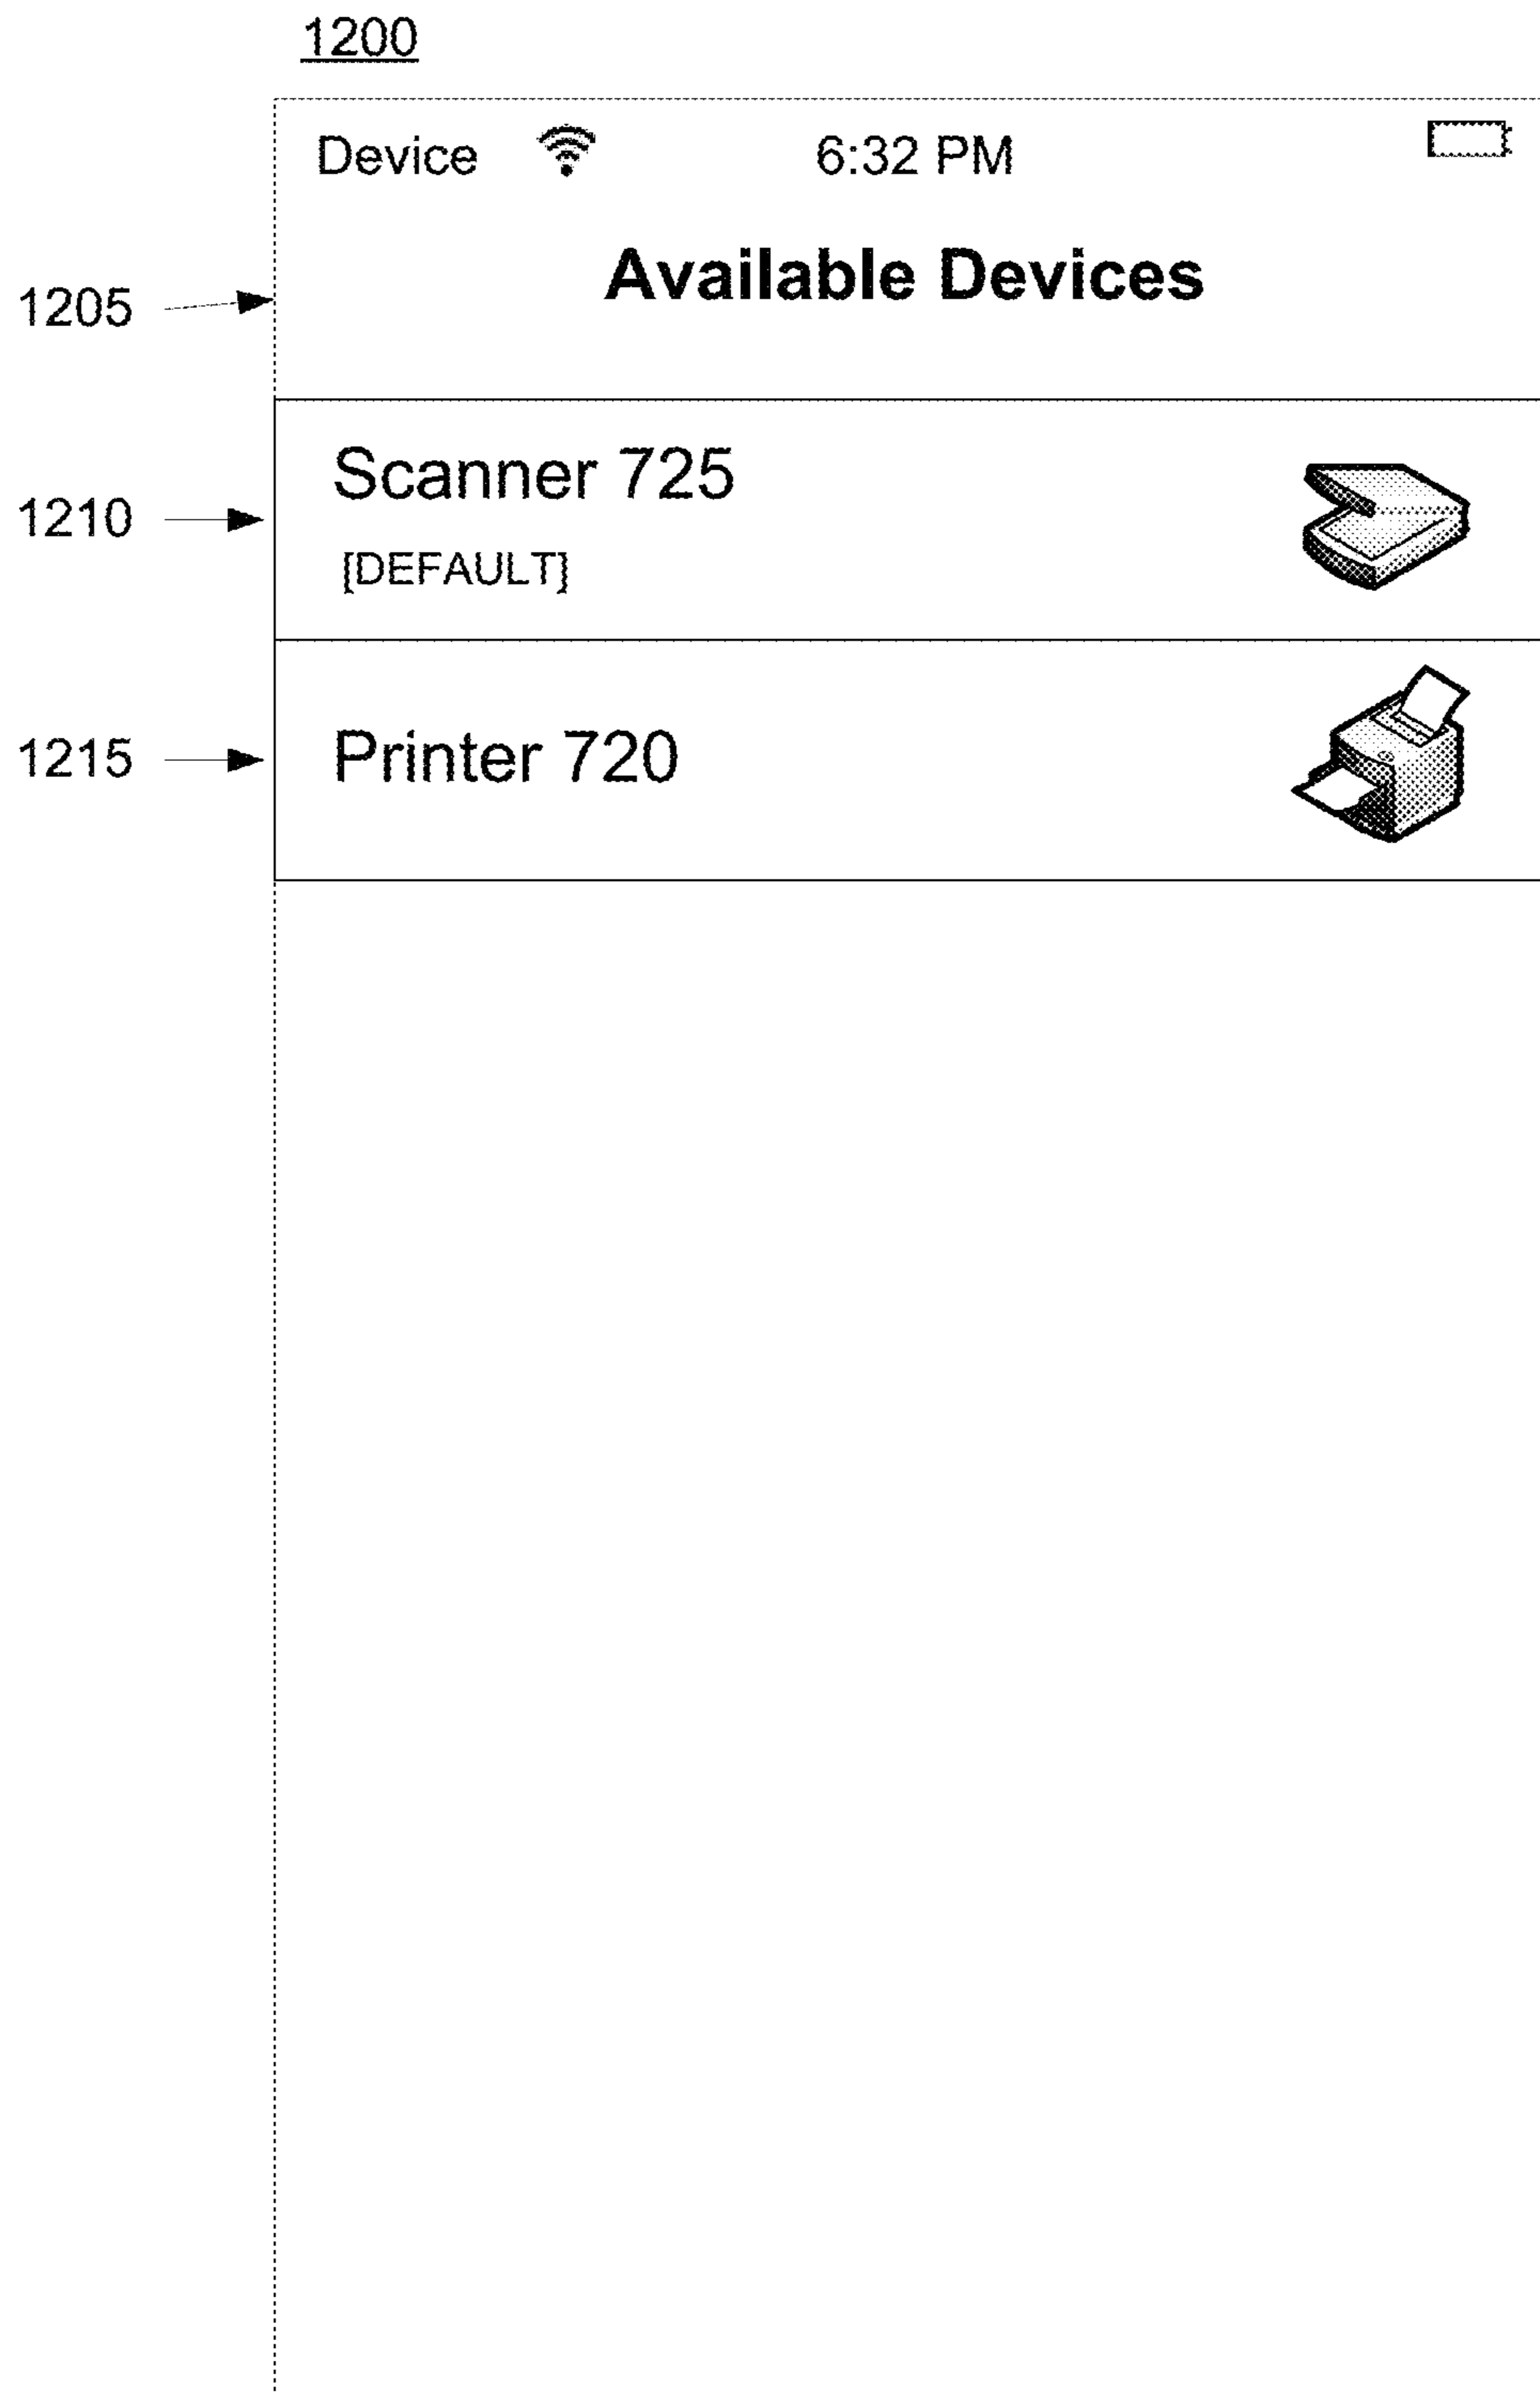 1200
Device 6:32 PM
Available Devices
1205
Scanner 725
1210
[DEFAULT]
1215
Printer 720